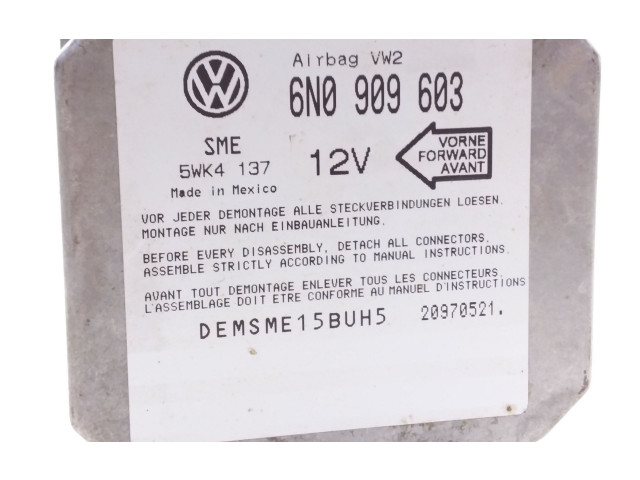 Airbag VW2
6N0 909 603
SME
5WK4 137
Made in Mexico
12V
VORNE
FORWARD
AVANT
VOR JEDER DEMONTAGE ALLE STECKVERBINDUNGEN LOESEN.
MONTAGE NUR NACH EINBAUANLEITUNG.
BEFORE EVERY DISASSEMBLY, DETACH ALL CONNECTORS.
ASSEMBLE STRICTLY ACCORDING TO MANUAL INSTRUCTIONS.
AVANT TOUT DEMONTAGE ENLEVER TOUS LES CONNECTEURS.
L'ASSEMBLAGE DOIT ETRE CONFORME AU MANUEL D'INSTRUCTIONS
DEMSME15BUH5 20970521.